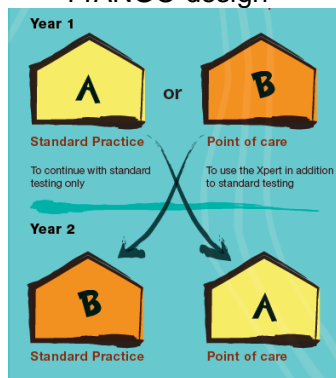 Year 1
A or B
Standard Practice Point of care
To continue with standard To use the Xpert in addition
testing only to standard testing
Year 2
B A
Standard Practice Point of care